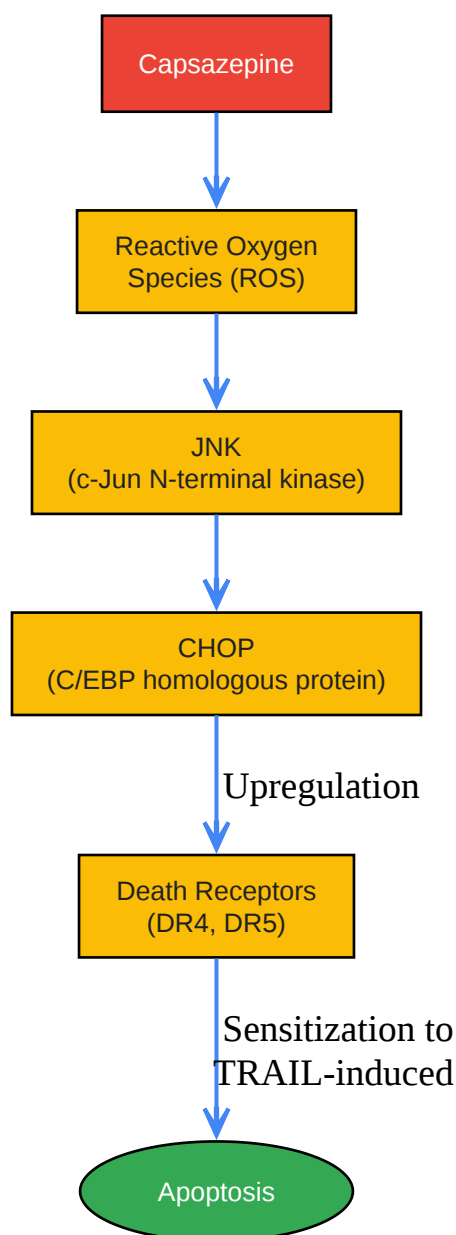 Capsazepine
Reactive Oxygen
Species (ROS)
JNK
(c-Jun N-terminal kinase)
CHOP
(C/EBP homologous protein)
Upregulation
Death Receptors
(DR4, DR5)
Sensitization to
TRAIL-induced
Apoptosis